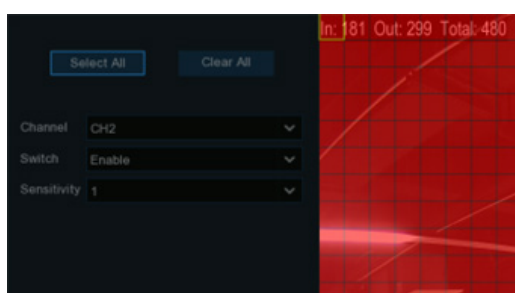 In: 181 Out: 299 Total: 480
Select All Clear All
Channel CH2
Switch Enable
Sensitivity 1